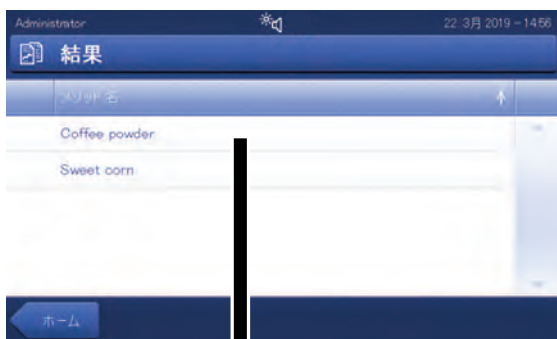 Administrator
22. 3月 2019 - 14:56
結果
メソッド名
Coffee powder
Sweet corn
ホーム